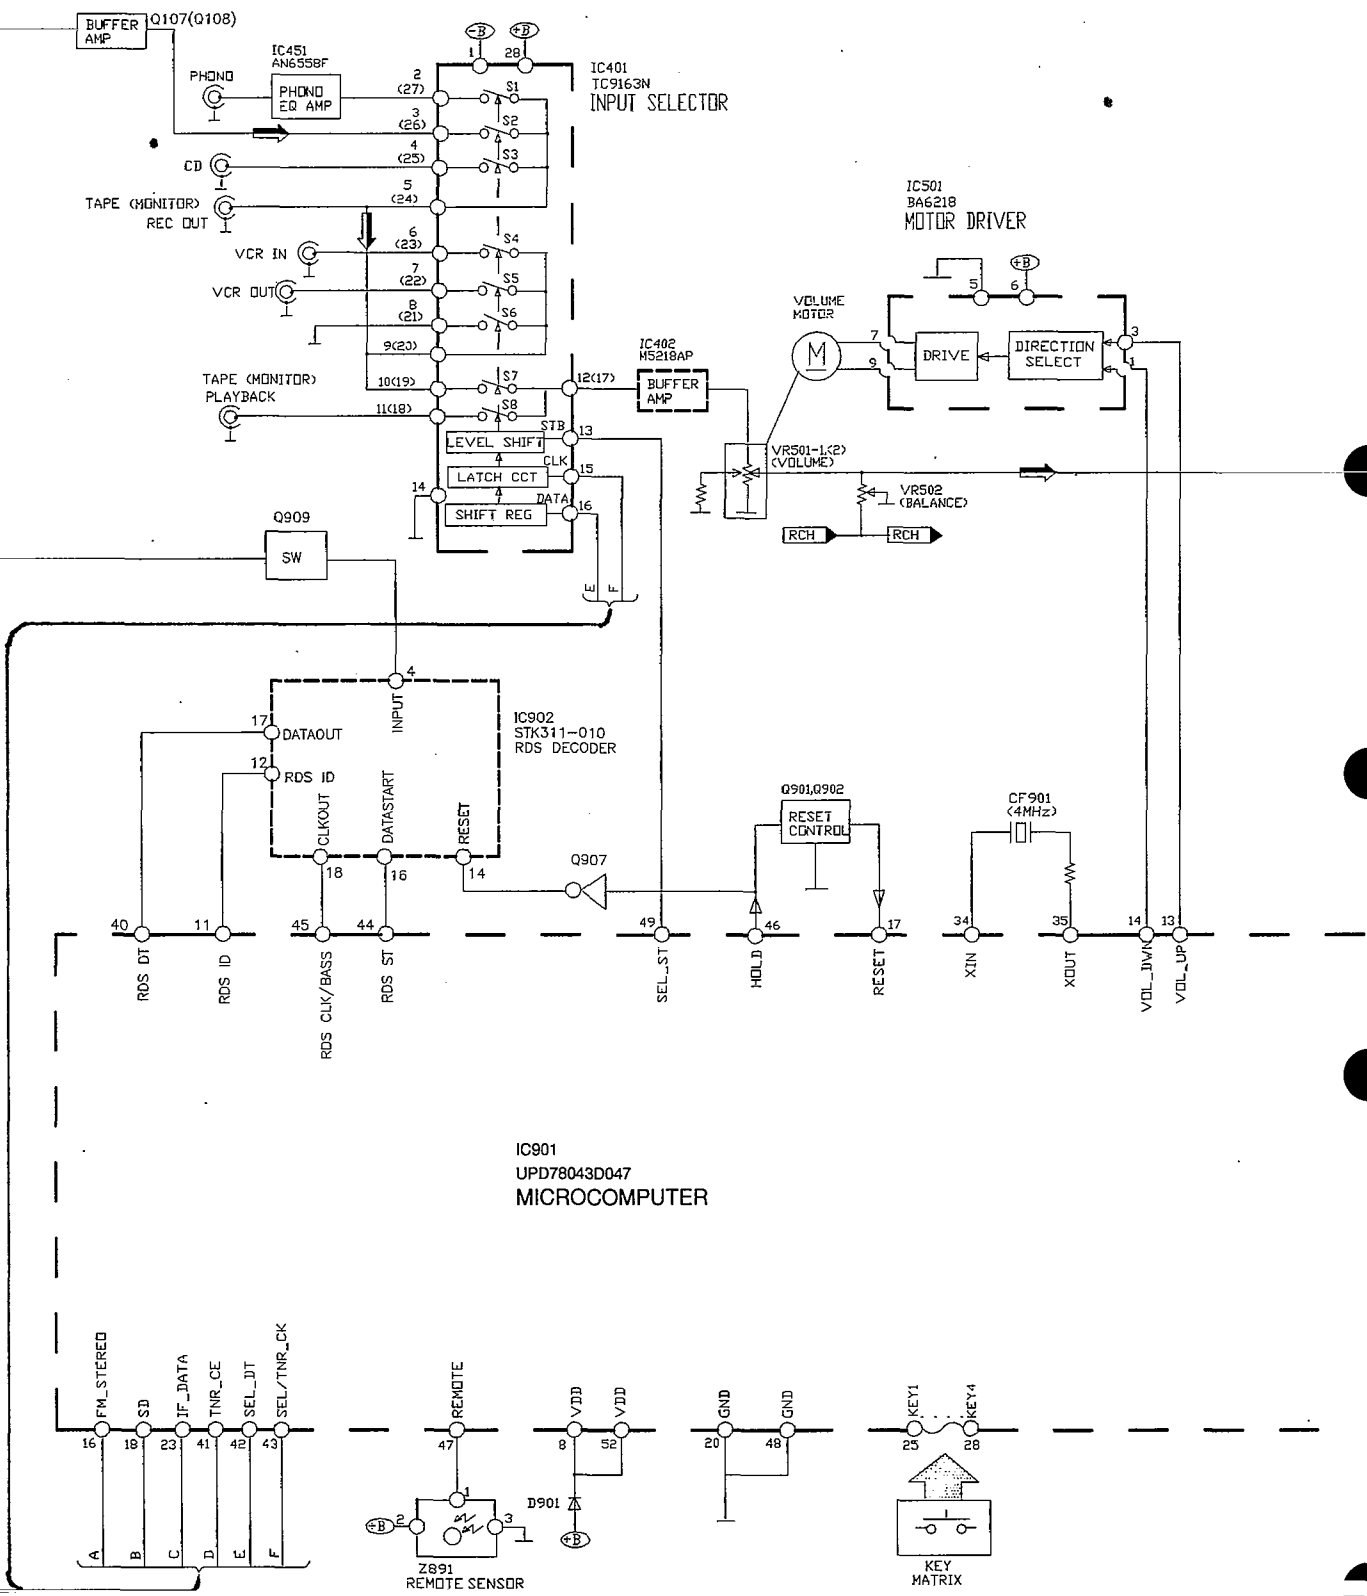 BUFFER
AMP
Q107(Q108)
IC451
AN6558F
PHONO
PHONO
EQ AMP
-B
+B
1
28
IC401
TC9163N
INPUT SELECTOR
2
(27)
S1
3
(26)
S2
4
(25)
S3
CD
5
(24)
TAPE (MONITOR)
REC OUT
6
(23)
S4
VCR IN
7
(22)
S5
VCR OUT
8
(21)
S6
9(20)
10(19)
S7
12(17)
TAPE (MONITOR)
PLAYBACK
11(18)
S8
STB
13
LEVEL SHIFT
CLK
15
LATCH CCT
14
DATA
16
SHIFT REG
E
F
IC402
M5218AP
BUFFER
AMP
IC501
BA6218
MOTOR DRIVER
+B
5
6
VOLUME
MOTOR
M
7
9
DRIVE
DIRECTION
SELECT
3
1
VR501-1(2)
(VOLUME)
VR502
(BALANCE)
RCH
RCH
Q909
SW
4
INPUT
IC902
STK311-010
RDS DECODER
17
DATAOUT
12
RDS ID
CLKOUT
DATASTART
RESET
18
16
14
Q907
Q901,Q902
RESET
CONTROL
CF901
(4MHz)
40
11
45
44
49
46
17
34
35
14
13
RDS DT
RDS ID
RDS CLK/BASS
RDS ST
SEL_ST
HOLD
RESET
XIN
XOUT
VOL_DWN
VOL_UP
IC901
UPD78043D047
MICROCOMPUTER
FM_STEREO
SD
IF_DATA
TNR_CE
SEL_DT
SEL/TNR_CK
REMOTE
VDD
VDD
GND
GND
KEY1
KEY4
16
18
23
41
42
43
47
8
52
20
48
25
28
A
B
C
D
E
F
1
+B
2
3
Z891
REMOTE SENSOR
D901
+B
KEY
MATRIX